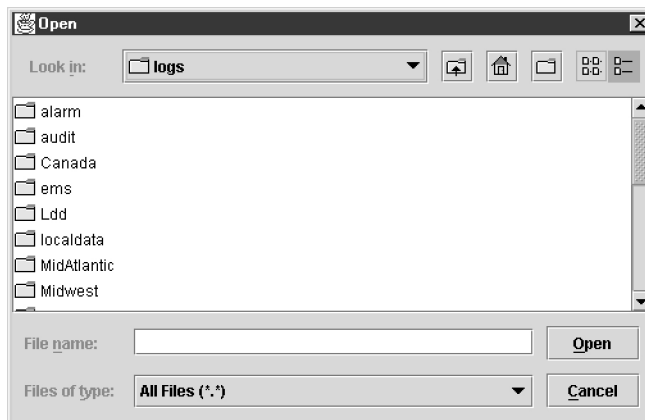 Open
Look in: logs
alarm
audit
Canada
ems
Ldd
localdata
MidAtlantic
Midwest
File name: Open
Files of type: All Files (*.*) Cancel